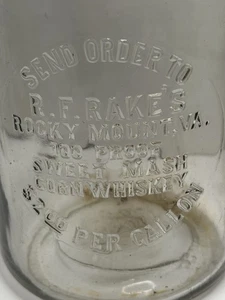 SEND ORDER TO
R.F. RAKE'S
ROCKY MOUNT, VA.
SWEET MASH
CORN WHISKEY
$2.00 PER GALLON